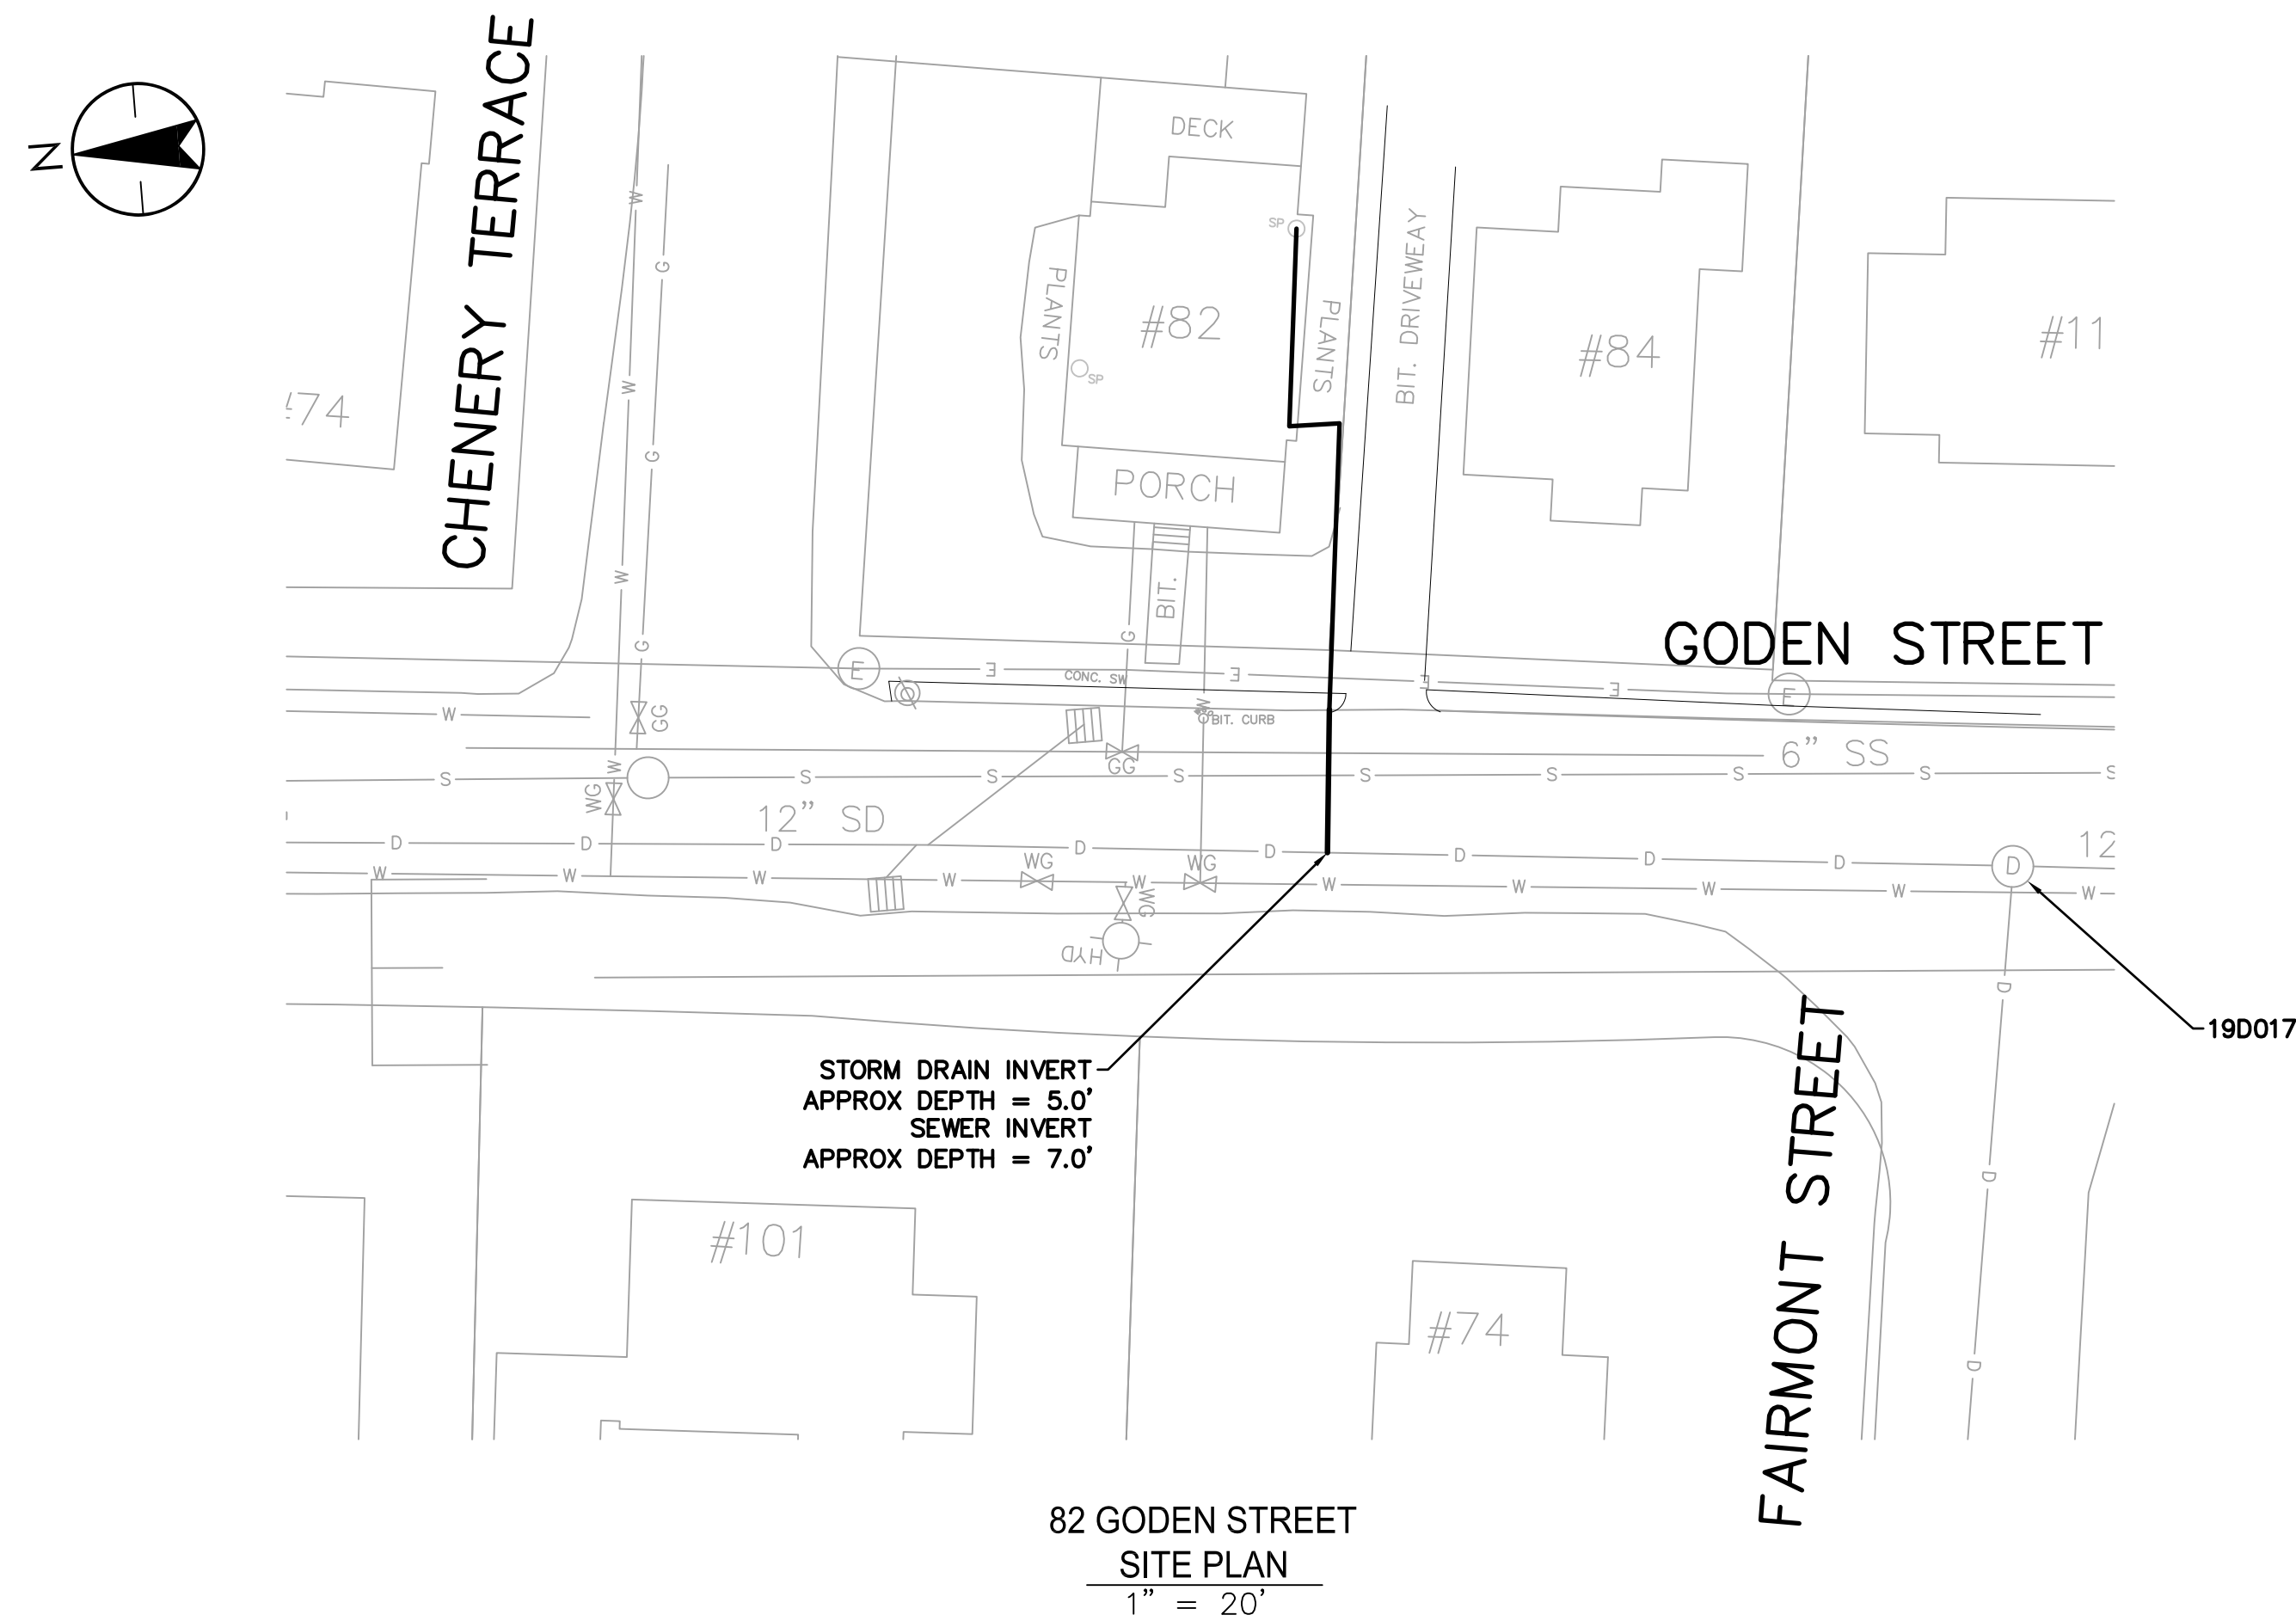 N
CHENERY TERRACE
DECK
SP
PLANTS
#82
PLANTS
BIT. DRIVEWEAY
#84
#11
SP
#74
PORCH
BIT.
GODEN STREET
W
W
W
G
G
G
G
E
E
E
E
E
E
CONC. SW
W
GG
W
BIT. CURB
6" SS
W
GG
S
S
S
S
S
S
S
S
S
WG
12" SD
12
D
D
D
D
D
D
D
D
D
WG
WG
W
W
W
W
W
W
W
W
W
W
WG
HYD
D
D
D
19D017
STORM DRAIN INVERT
APPROX DEPTH = 5.0'
SEWER INVERT
APPROX DEPTH = 7.0'
FAIRMONT STREET
#101
#74
82 GODEN STREET
SITE PLAN
1" = 20'